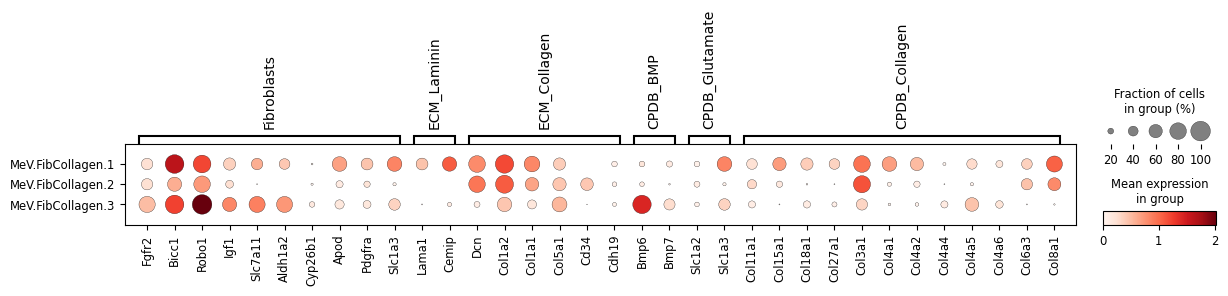 Fibroblasts
ECM_Laminin
ECM_Collagen
CPDB_BMP
CPDB_Glutamate
CPDB_Collagen
MeV.FibCollagen.1
MeV.FibCollagen.2
MeV.FibCollagen.3
Fgfr2
Bicc1
Robo1
Igf1
Slc7a11
Aldh1a2
Cyp26b1
Apod
Pdgfra
Slc1a3
Lama1
Cemip
Dcn
Col1a2
Col1a1
Col5a1
Cd34
Cdh19
Bmp6
Bmp7
Slc1a2
Slc1a3
Col11a1
Col15a1
Col18a1
Col27a1
Col3a1
Col4a1
Col4a2
Col4a4
Col4a5
Col4a6
Col6a3
Col8a1
Fraction of cells
in group (%)
20 40 60 80 100
Mean expression
in group
0 1 2